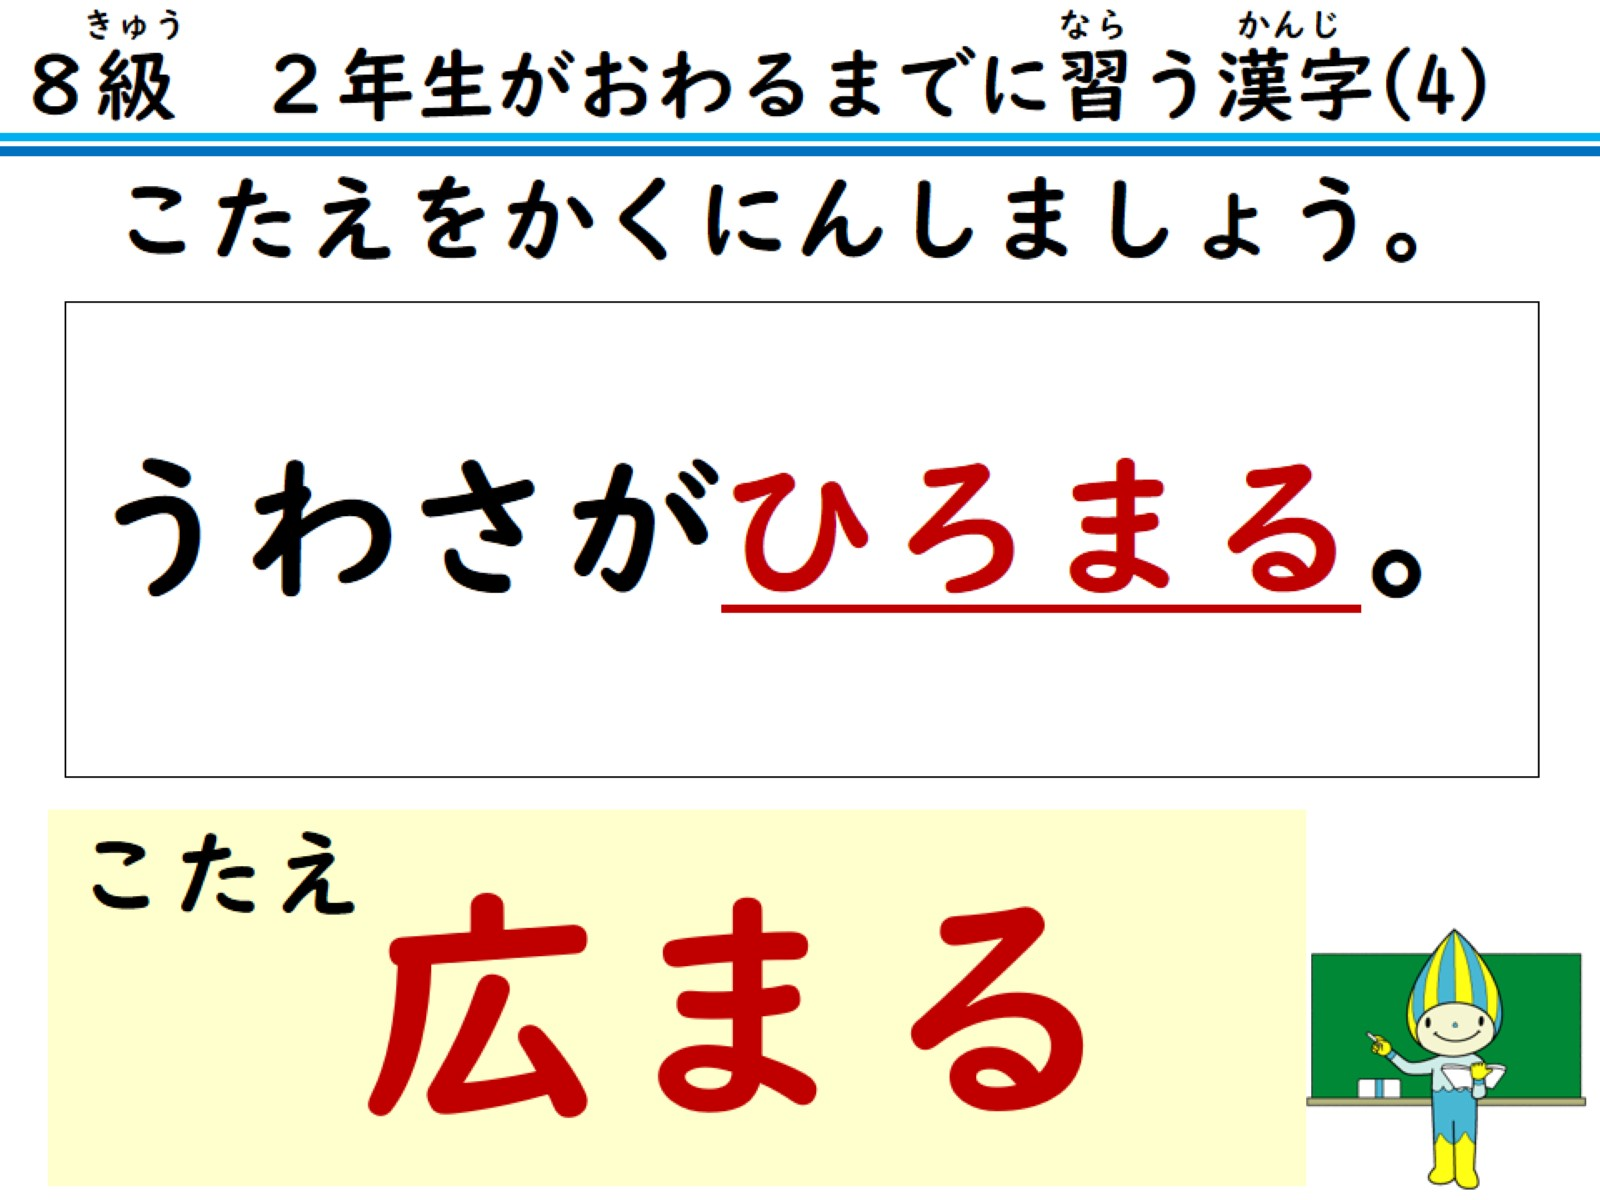 きゅう なら かんじ
8級 2年生がおわるまでに習う漢字(4)
こたえをかくにんしましょう。
うわさがひろまる。
こたえ
広まる